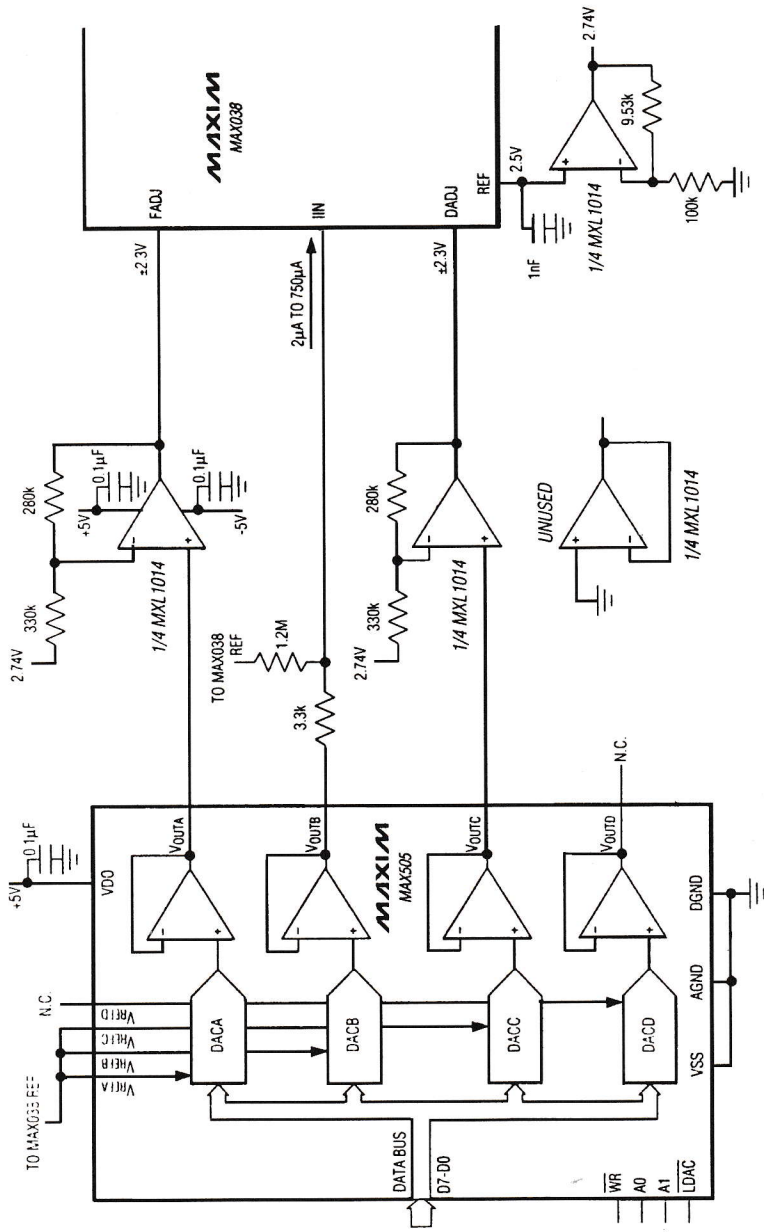 TO MAX038 REF
N.C.
+5V
0.1µF
VREFA
VREFB
VREFC
VREFD
VDO
DATA BUS
D7-D0
DACA
DACB
DACC
DACD
VOUTA
VOUTB
VOUTC
VOUTD
MAXIM
MAX505
WR
A0
A1
LDAC
VSS
AGND
DGND
N.C.
2.74V
330k
280k
+5V
0.1µF
0.1µF
-5V
1/4 MXL1014
TO MAX038
REF
1.2M
3.3k
2.74V
330k
280k
1/4 MXL1014
UNUSED
1/4 MXL1014
±2.3V
2µA TO 750µA
±2.3V
FADJ
IIN
DADJ
REF
MAXIM
MAX038
2.5V
1nF
1/4 MXL1014
2.74V
9.53k
100k